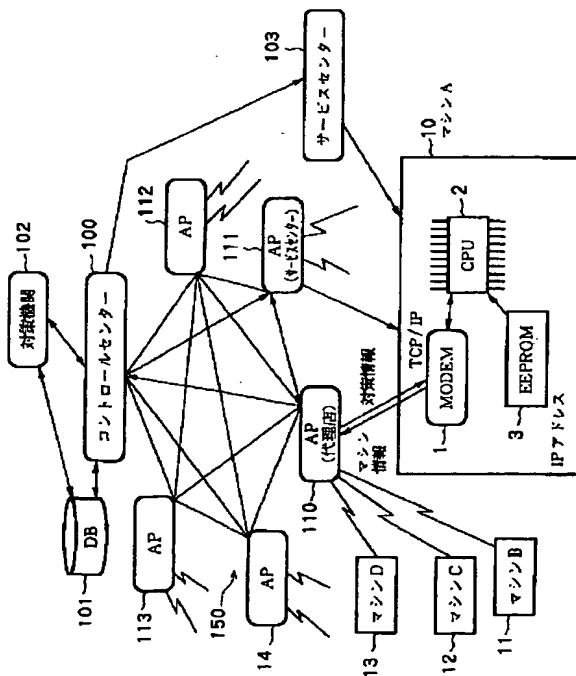 102
対策機関
100
コントロールセンター
DB
101
103
サービスセンター
112
AP
111
AP
(サービスセンター)
113
AP
150
14
AP
110
AP
(代理店)
マシン
情報
対策情報
TCP/IP
10
マシンA
2
CPU
1
MODEM
3
EEPROM
IPアドレス
13
マシンD
12
マシンC
11
マシンB